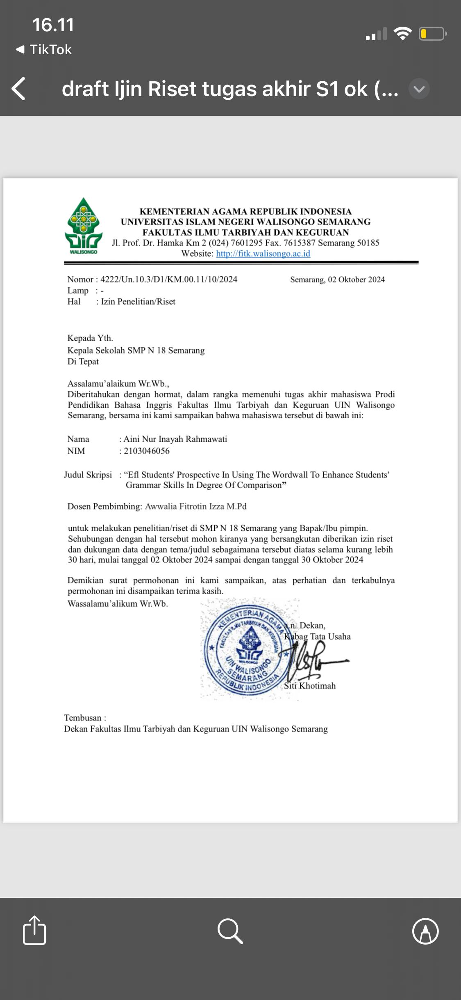 16.11
TikTok
draft Ijin Riset tugas akhir S1 ok (...
WALISONGO
KEMENTERIAN AGAMA REPUBLIK INDONESIA
UNIVERSITAS ISLAM NEGERI WALISONGO SEMARANG
FAKULTAS ILMU TARBIYAH DAN KEGURUAN
Jl. Prof. Dr. Hamka Km 2 (024) 7601295 Fax. 7615387 Semarang 50185
Website: http://fitk.walisongo.ac.id
Nomor : 4222/Un.10.3/D1/KM.00.11/10/2024 Semarang, 02 Oktober 2024
Lamp : -
Hal : Izin Penelitian/Riset
Kepada Yth.
Kepala Sekolah SMP N 18 Semarang
Di Tepat
Assalamu’alaikum Wr.Wb.,
Diberitahukan dengan hormat, dalam rangka memenuhi tugas akhir mahasiswa Prodi
Pendidikan Bahasa Inggris Fakultas Ilmu Tarbiyah dan Keguruan UIN Walisongo
Semarang, bersama ini kami sampaikan bahwa mahasiswa tersebut di bawah ini:
Nama : Aini Nur Inayah Rahmawati
NIM : 2103046056
Judul Skripsi : “Efl Students' Prospective In Using The Wordwall To Enhance Students'
Grammar Skills In Degree Of Comparison”
Dosen Pembimbing: Awwalia Fitrotin Izza M.Pd
untuk melakukan penelitian/riset di SMP N 18 Semarang yang Bapak/Ibu pimpin.
Sehubungan dengan hal tersebut mohon kiranya yang bersangkutan diberikan izin riset
dan dukungan data dengan tema/judul sebagaimana tersebut diatas selama kurang lebih
30 hari, mulai tanggal 02 Oktober 2024 sampai dengan tanggal 30 Oktober 2024
Demikian surat permohonan ini kami sampaikan, atas perhatian dan terkabulnya
permohonan ini disampaikan terima kasih.
Wassalamu’alikum Wr.Wb.
KEMENTERIAN AGAMA
FAKULTAS ILMU TARBIYAH DAN KEGURUAN
WALISONGO
UIN WALISONGO
SEMARANG
REPUBLIK INDONESIA
a.n. Dekan,
Kabag Tata Usaha
Siti Khotimah
Tembusan :
Dekan Fakultas Ilmu Tarbiyah dan Keguruan UIN Walisongo Semarang